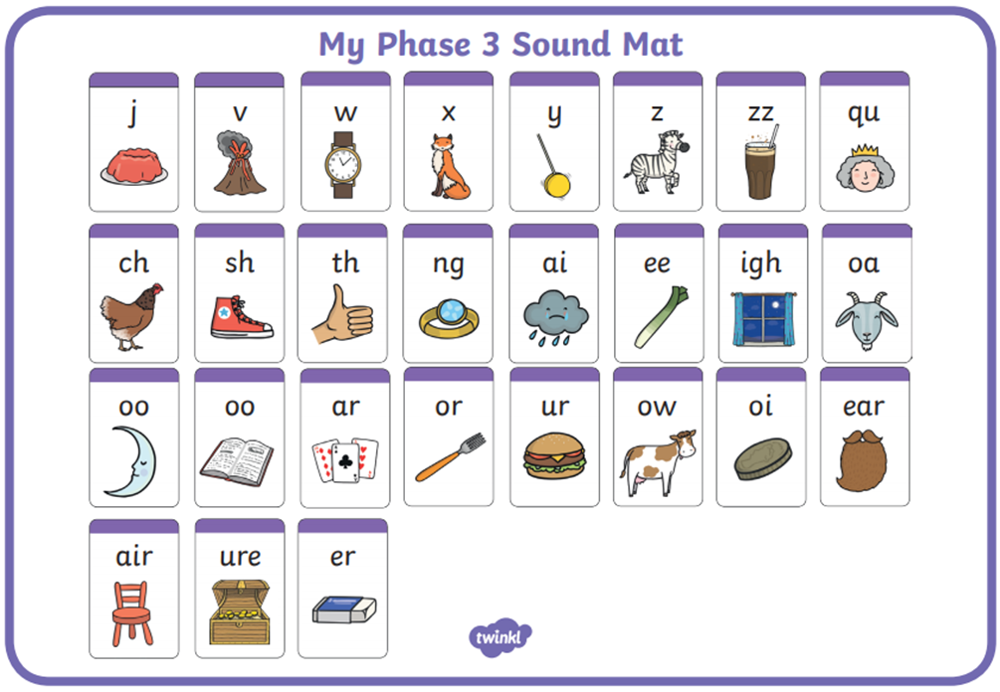 My Phase 3 Sound Mat
j v w x y z zz qu
ch sh th ng ai ee igh oa
oo oo ar or ur ow oi ear
air ure er
twinkl